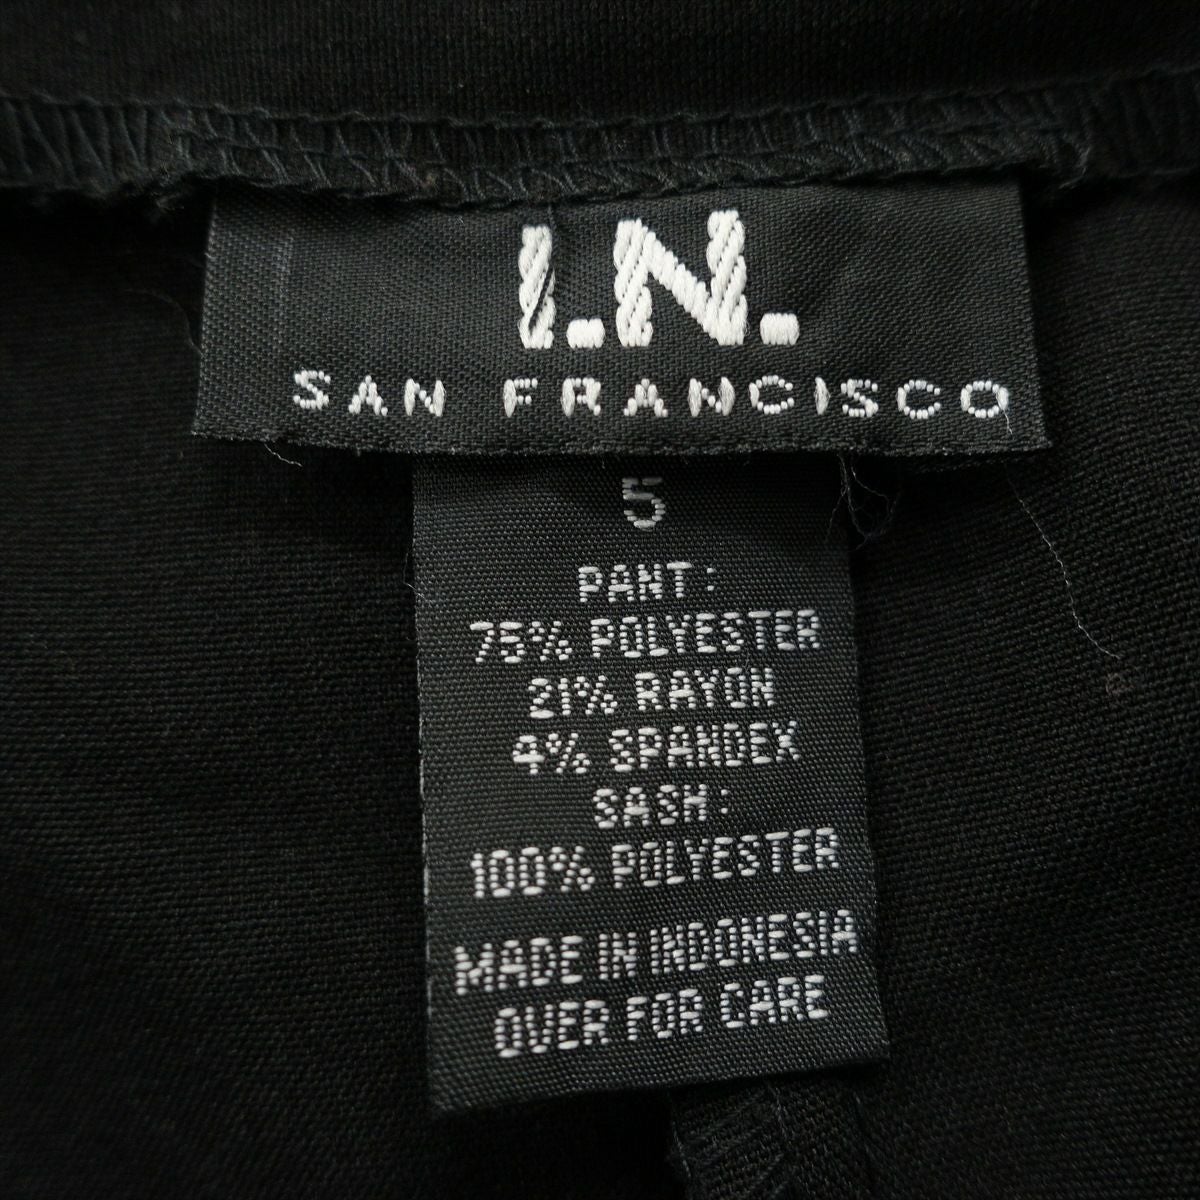 I.N.
SAN FRANCISCO
5
PANT:
75% POLYESTER
21% RAYON
4% SPANDEX
SASH:
100% POLYESTER
MADE IN INDONESIA
OVER FOR CARE